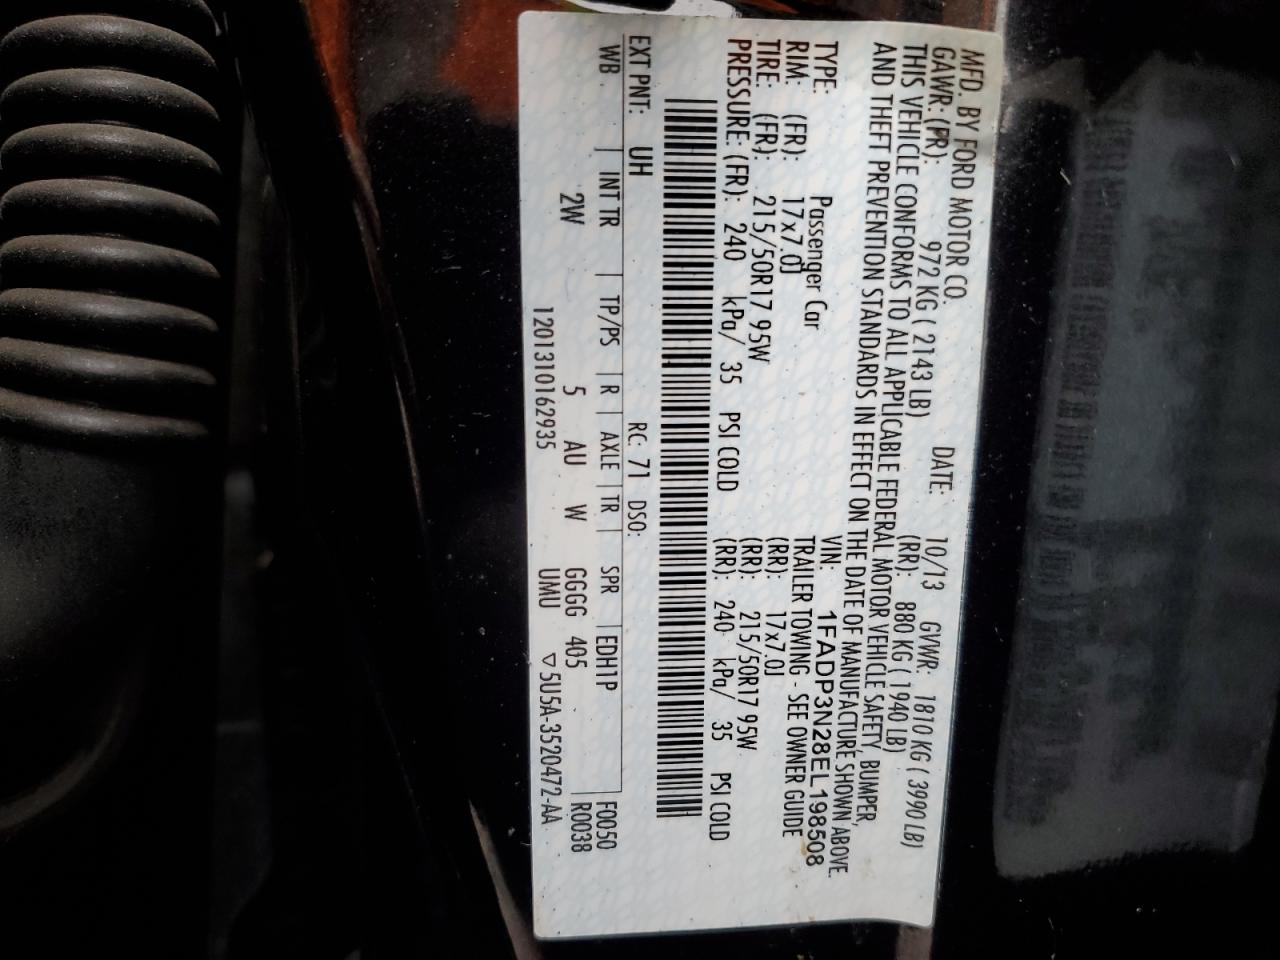 MFD. BY FORD MOTOR CO.
DATE: 10/13 GVWR: 1810 KG ( 3990 LB)
GAWR: (FR): 972 KG ( 2143 LB) (RR): 880 KG ( 1940 LB)
THIS VEHICLE CONFORMS TO ALL APPLICABLE FEDERAL MOTOR VEHICLE SAFETY, BUMPER,
AND THEFT PREVENTION STANDARDS IN EFFECT ON THE DATE OF MANUFACTURE SHOWN ABOVE.
VIN: 1FADP3N28EL198508
TYPE: Passenger Car TRAILER TOWING - SEE OWNER GUIDE
RIM: (FR): 17x7.0J (RR): 17x7.0J
TIRE: (FR): 215/50R17 95W (RR): 215/50R17 95W
PRESSURE: (FR): 240 kPa/ 35 PSI COLD (RR): 240 kPa/ 35 PSI COLD
EXT PNT: UH RC: 71 DSO:
WB INT TR TP/PS R AXLE TR SPR EDH1P F0050
2W 5 AU W GGGG 405 R0038
UMU
120131016​2935 ▽5U5A-3520472-AA